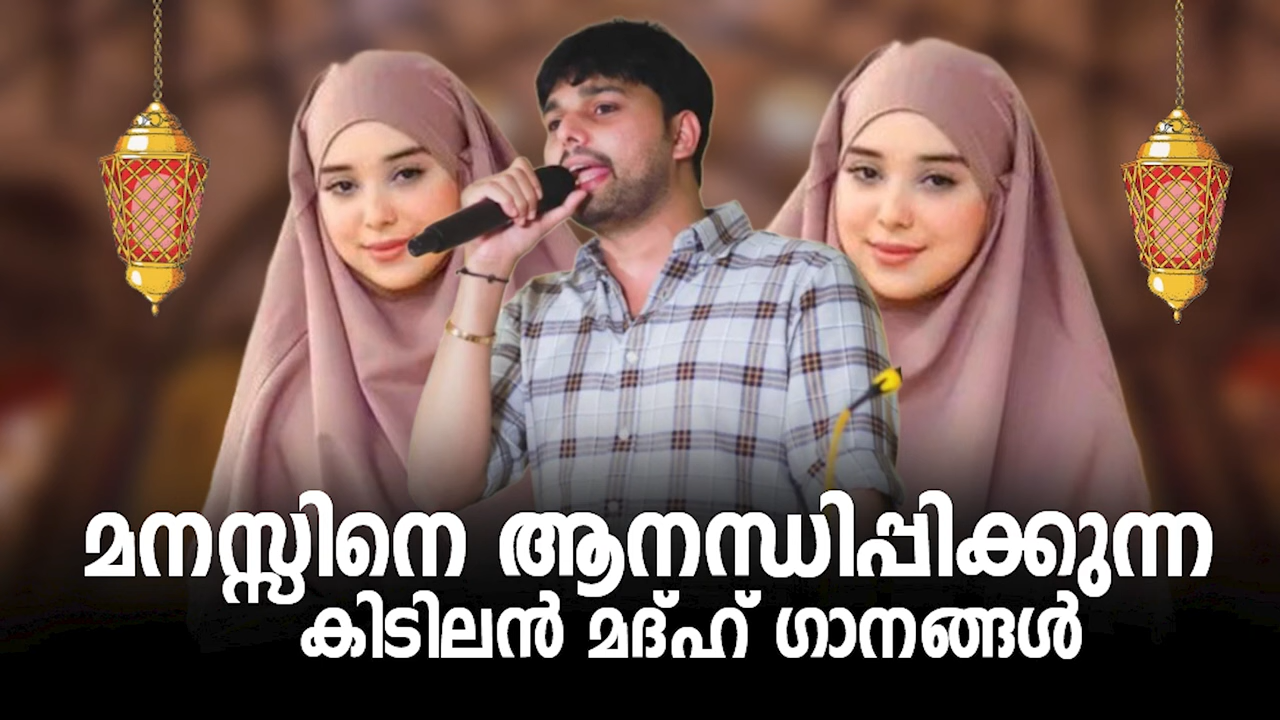 മനസ്സിനെ ആനന്ധിപ്പിക്കുന്ന
കിടിലൻ മദ്ഹ് ഗാനങ്ങൾ